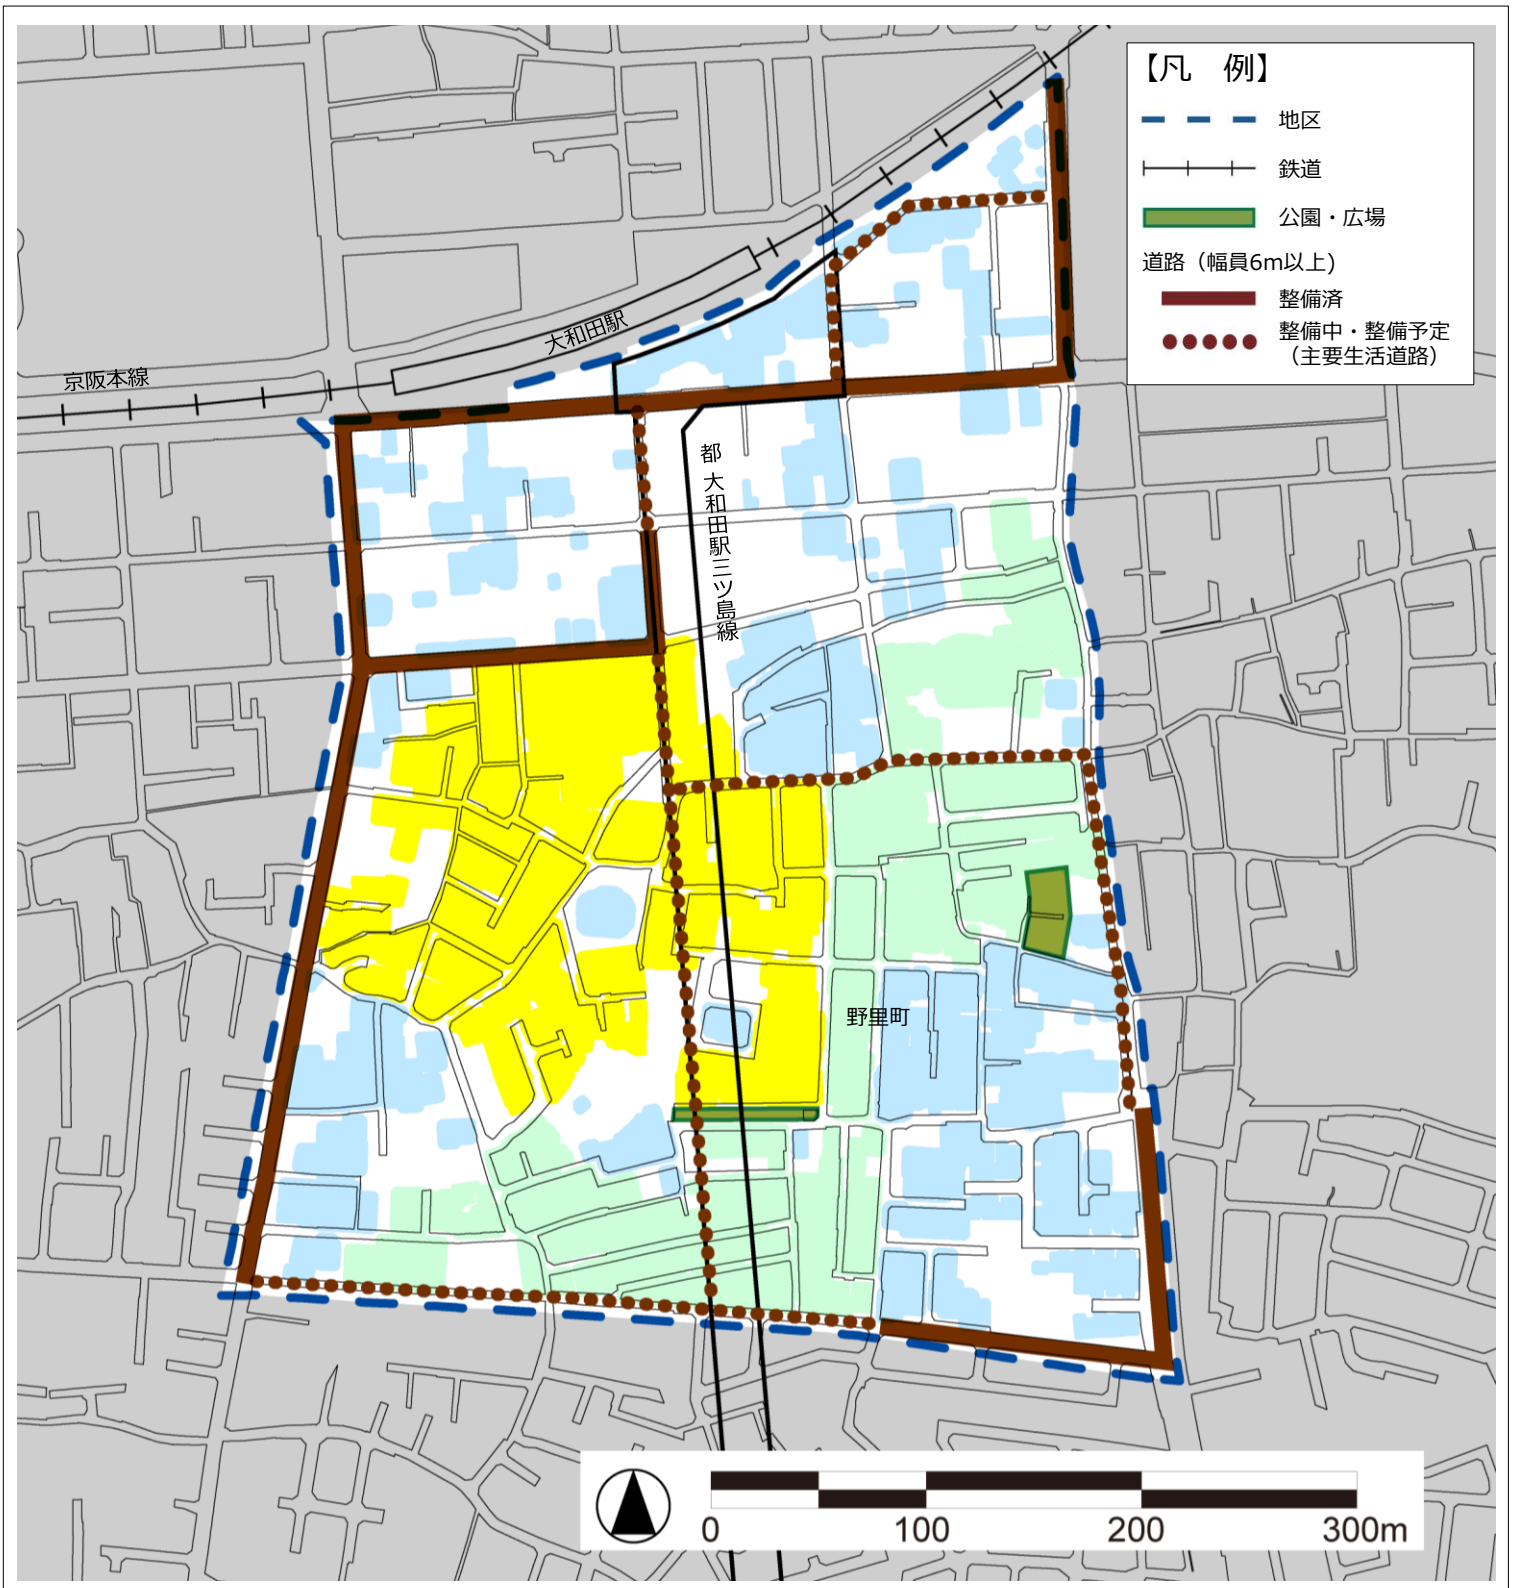 【凡　例】
地区
鉄道
公園・広場
道路（幅員6m以上)
整備済
整備中・整備予定
（主要生活道路）
大和田駅
京阪本線
都 大和田駅三ツ島線
野里町
0 100 200 300m